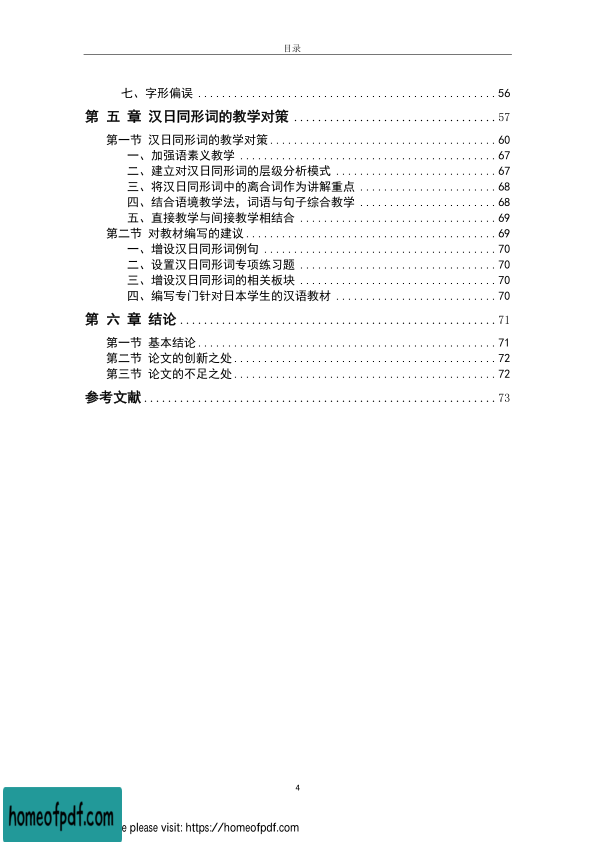 目录
七、字形偏误 56
第 五 章 汉日同形词的教学对策 57
第一节 汉日同形词的教学对策 60
一、加强语素义教学 67
二、建立对汉日同形词的层级分析模式 67
三、将汉日同形词中的离合词作为讲解重点 68
四、结合语境教学法，词语与句子综合教学 68
五、直接教学与间接教学相结合 69
第二节 对教材编写的建议 69
一、增设汉日同形词例句 70
二、设置汉日同形词专项练习题 70
三、增设汉日同形词的相关板块 70
四、编写专门针对日本学生的汉语教材 70
第 六 章 结论 71
第一节 基本结论 71
第二节 论文的创新之处 72
第三节 论文的不足之处 72
参考文献 73
4
homeofpdf.com
e please visit: https://homeofpdf.com